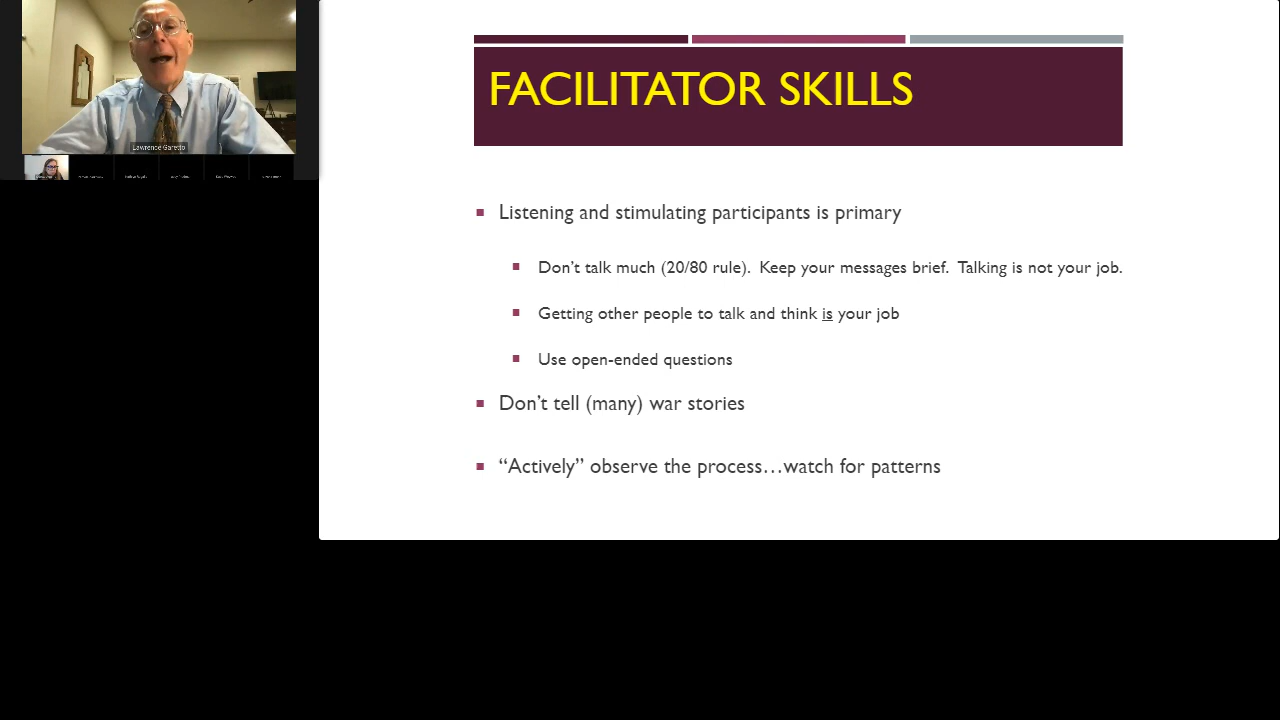 Lawrence Garetto
FACILITATOR SKILLS
Listening and stimulating participants is primary
Don't talk much (20/80 rule). Keep your messages brief. Talking is not your job.
Getting other people to talk and think is your job
Use open-ended questions
Don't tell (many) war stories
“Actively” observe the process…watch for patterns